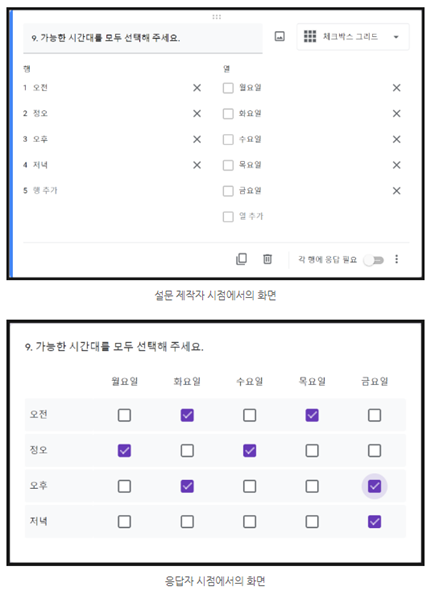 9. 가능한 시간대를 모두 선택해 주세요.
체크박스 그리드
행
열
1 오전
월요일
2 정오
화요일
3 오후
수요일
4 저녁
목요일
5 행 추가
금요일
열 추가
각 행에 응답 필요
설문 제작자 시점에서의 화면
9. 가능한 시간대를 모두 선택해 주세요.
월요일 화요일 수요일 목요일 금요일
오전
정오
오후
저녁
응답자 시점에서의 화면